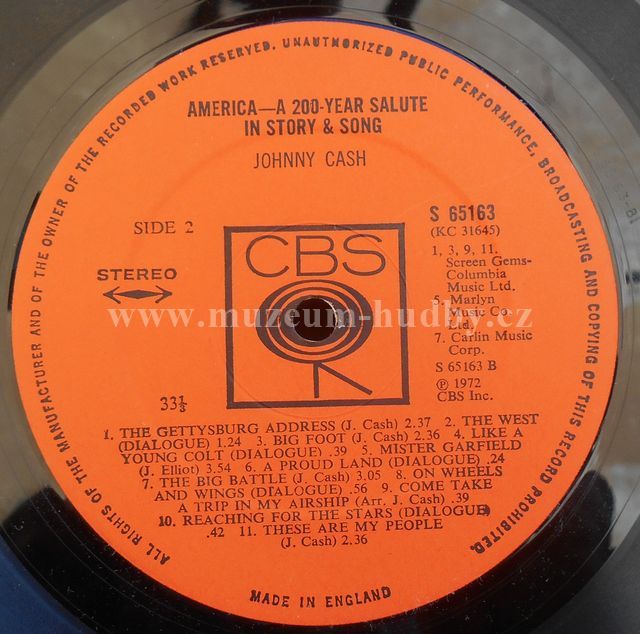 ALL RIGHTS OF THE MANUFACTURER AND OF THE OWNER OF THE RECORDED WORK RESERVED. UNAUTHORIZED PUBLIC PERFORMANCE, BROADCASTING AND COPYING OF THIS RECORD PROHIBITED.
AMERICA—A 200-YEAR SALUTE
IN STORY & SONG
JOHNNY CASH
SIDE 2
STEREO
33⅓
CBS
S 65163
(KC 31645)
1, 3, 9, 11.
Screen Gems-
Columbia
Music Ltd.
5. Marlyn
Music Co.
Ltd.
7. Carlin Music
Corp.
S 65163 B
℗ 1972
CBS Inc.
www.muzeum-hudby.cz
1. THE GETTYSBURG ADDRESS (J. Cash) 2.37 2. THE WEST
(DIALOGUE) 1.24 3. BIG FOOT (J. Cash) 2.36 4. LIKE A
YOUNG COLT (DIALOGUE) .39 5. MISTER GARFIELD
(J. Elliot) 3.54 6. A PROUD LAND (DIALOGUE) .24
7. THE BIG BATTLE (J. Cash) 3.05 8. ON WHEELS
AND WINGS (DIALOGUE) .56 9. COME TAKE
A TRIP IN MY AIRSHIP (Arr. J. Cash) .39
10. REACHING FOR THE STARS (DIALOGUE)
.42 11. THESE ARE MY PEOPLE
(J. Cash) 2.36
MADE IN ENGLAND